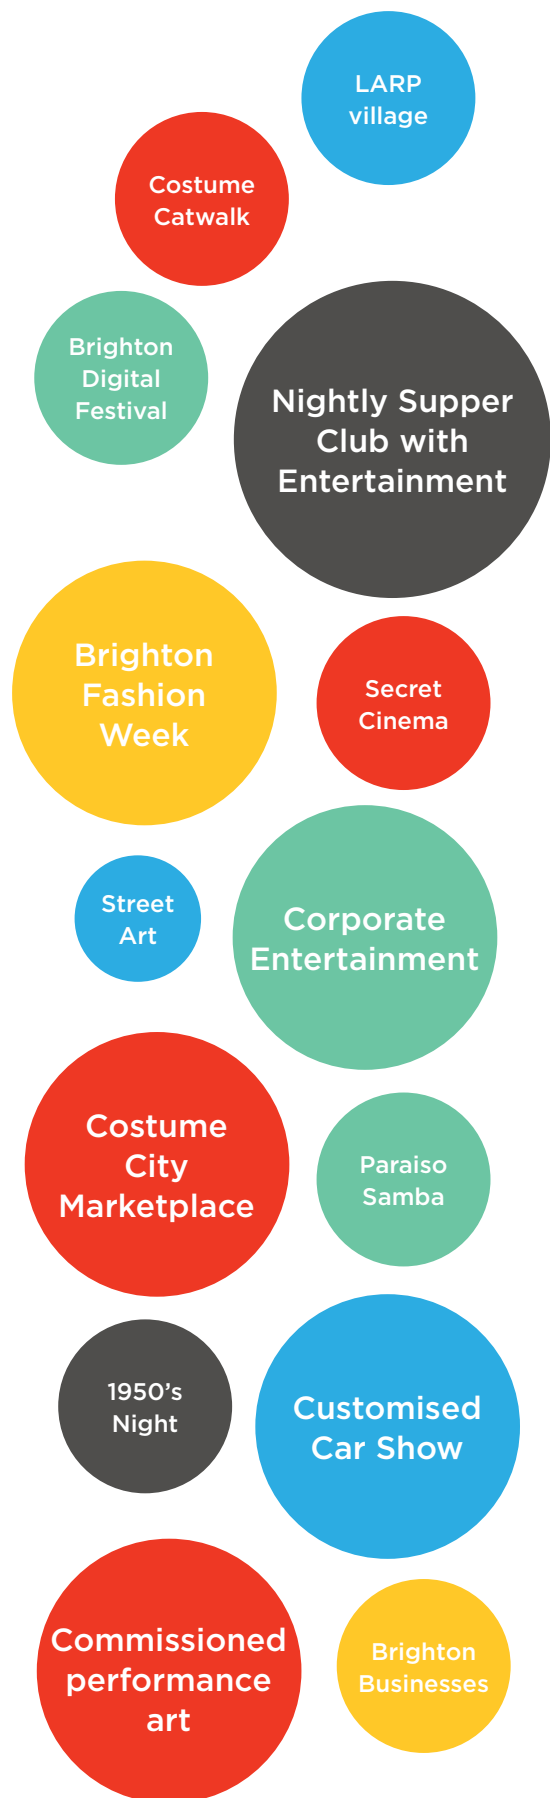 LARP
village
Costume
Catwalk
Brighton
Digital
Festival
Nightly Supper
Club with
Entertainment
Brighton
Fashion
Week
Secret
Cinema
Street
Art
Corporate
Entertainment
Costume
City
Marketplace
Paraiso
Samba
1950's
Night
Customised
Car Show
Commissioned
performance
art
Brighton
Businesses